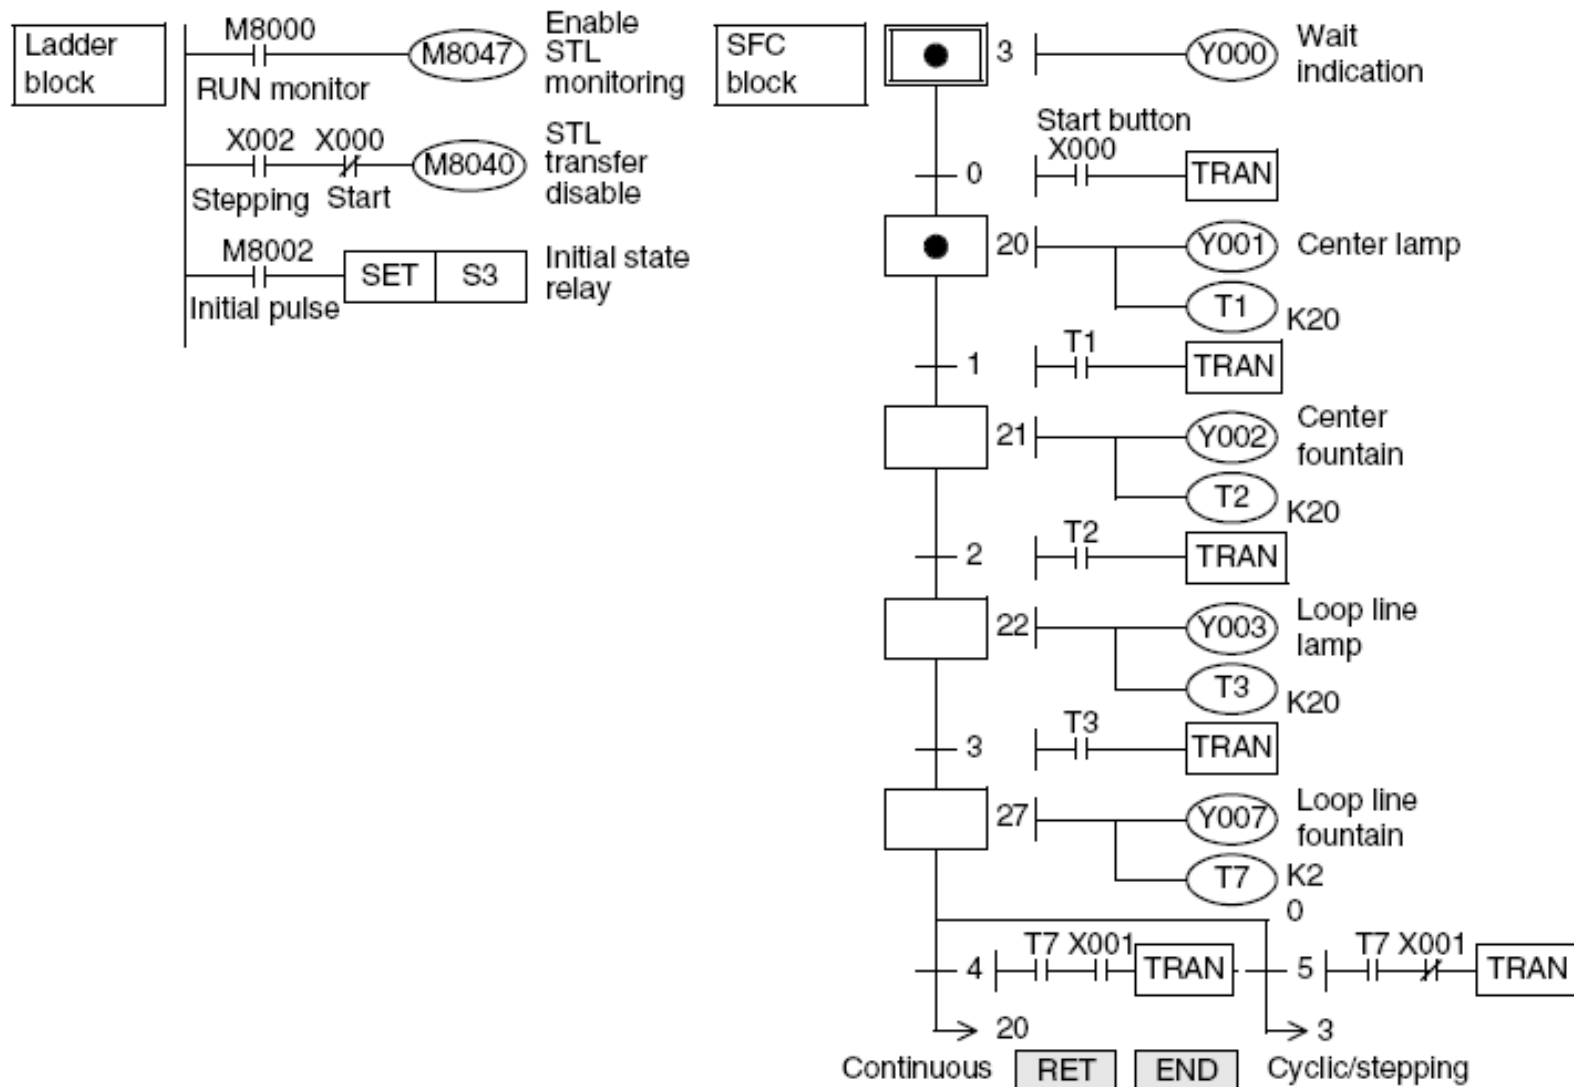 Ladder
block
M8000
M8047
Enable
STL
monitoring
RUN monitor
X002 X000
M8040
STL
transfer
disable
Stepping Start
M8002
SET S3
Initial state
relay
Initial pulse
SFC
block
3
Y000
Wait
indication
Start button
X000
0
TRAN
20
Y001
Center lamp
T1
K20
T1
1
TRAN
21
Y002
Center
fountain
T2
K20
T2
2
TRAN
22
Y003
Loop line
lamp
T3
K20
T3
3
TRAN
27
Y007
Loop line
fountain
T7
K2
0
T7 X001
4
TRAN
T7 X001
5
TRAN
20
3
Continuous
RET
END
Cyclic/stepping